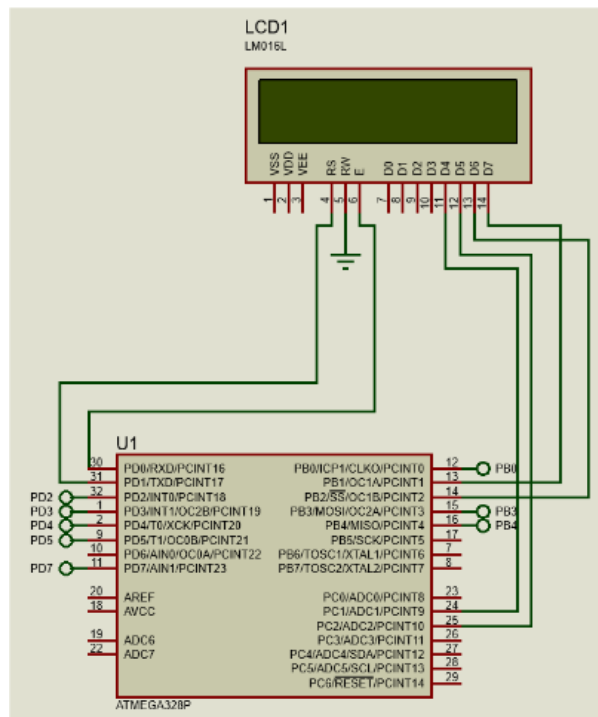 LCD1
LM016L
VSS VDD VEE RS RW E D0 D1 D2 D3 D4 D5 D6 D7
1 2 3 4 5 6 7 8 9 10 11 12 13 14
U1
30 PD0/RXD/PCINT16 PB0/ICP1/CLKO/PCINT0 12 PB0
31 PD1/TXD/PCINT17 PB1/OC1A/PCINT1 13
PD2 32 PD2/INT0/PCINT18 PB2/SS/OC1B/PCINT2 14
PD3 1 PD3/INT1/OC2B/PCINT19 PB3/MOSI/OC2A/PCINT3 15 PB3
PD4 2 PD4/T0/XCK/PCINT20 PB4/MISO/PCINT4 16 PB4
PD5 9 PD5/T1/OC0B/PCINT21 PB5/SCK/PCINT5 17
10 PD6/AIN0/OC0A/PCINT22 PB6/TOSC1/XTAL1/PCINT6 7
PD7 11 PD7/AIN1/PCINT23 PB7/TOSC2/XTAL2/PCINT7 8
20 AREF PC0/ADC0/PCINT8 23
18 AVCC PC1/ADC1/PCINT9 24
PC2/ADC2/PCINT10 25
19 ADC6 PC3/ADC3/PCINT11 26
22 ADC7 PC4/ADC4/SDA/PCINT12 27
PC5/ADC5/SCL/PCINT13 28
PC6/RESET/PCINT14 29
ATMEGA328P